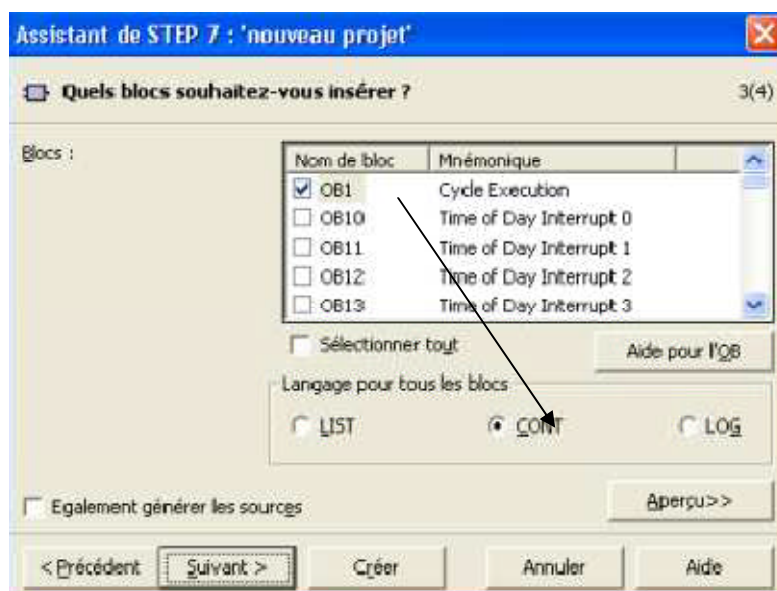 Assistant de STEP 7 : 'nouveau projet'
Quels blocs souhaitez-vous insérer ? 3(4)
Blocs :
Nom de bloc Mnémonique
OB1 Cycle Execution
OB10 Time of Day Interrupt 0
OB11 Time of Day Interrupt 1
OB12 Time of Day Interrupt 2
OB13 Time of Day Interrupt 3
Sélectionner tout Aide pour l'OB
Langage pour tous les blocs
LIST CONT LOG
Egalement générer les sources Aperçu>>
< Précédent Suivant > Créer Annuler Aide